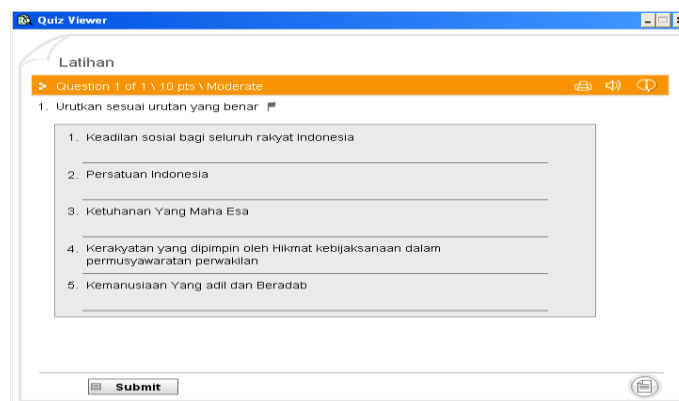 Quiz Viewer
Latihan
Question 1 of 1 \ 10 pts \ Moderate
1. Urutkan sesuai urutan yang benar
1. Keadilan sosial bagi seluruh rakyat Indonesia
2. Persatuan Indonesia
3. Ketuhanan Yang Maha Esa
4. Kerakyatan yang dipimpin oleh Hikmat kebijaksanaan dalam
permusyawaratan perwakilan
5. Kemanusiaan Yang adil dan Beradab
Submit